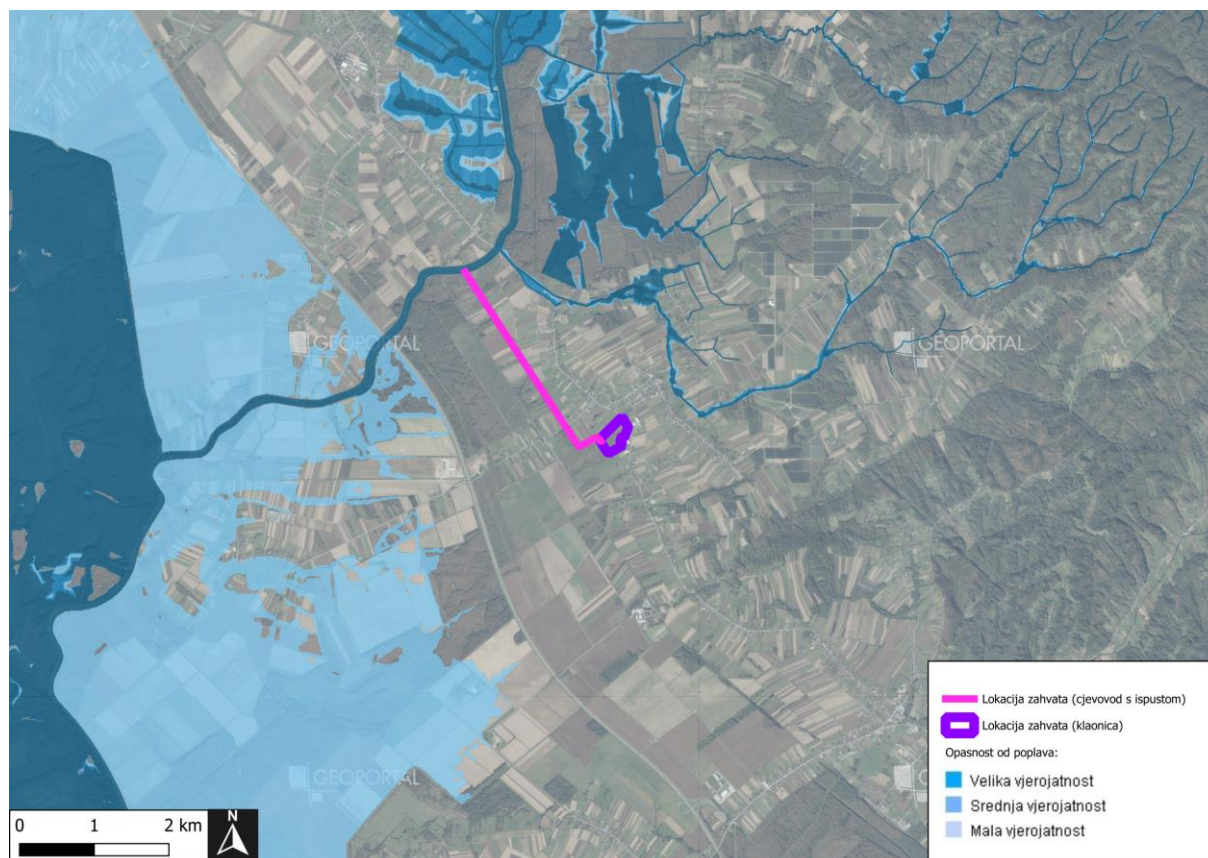 GEOPORTAL
GEOPORTAL
GEOPORTAL
Lokacija zahvata (cjevovod s ispustom)
Lokacija zahvata (klaonica)
Opasnost od poplava:
Velika vjerojatnost
Srednja vjerojatnost
Mala vjerojatnost
0 1 2 km
N